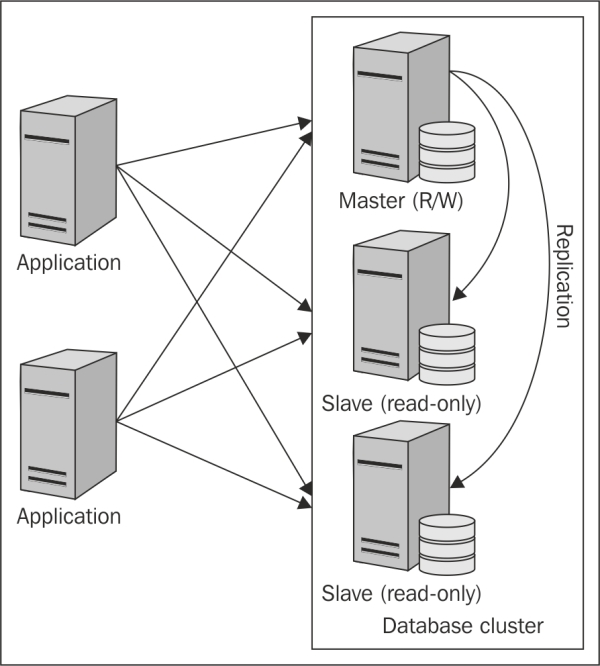 Application
Application
Master (R/W)
Slave (read-only)
Slave (read-only)
Replication
Database cluster